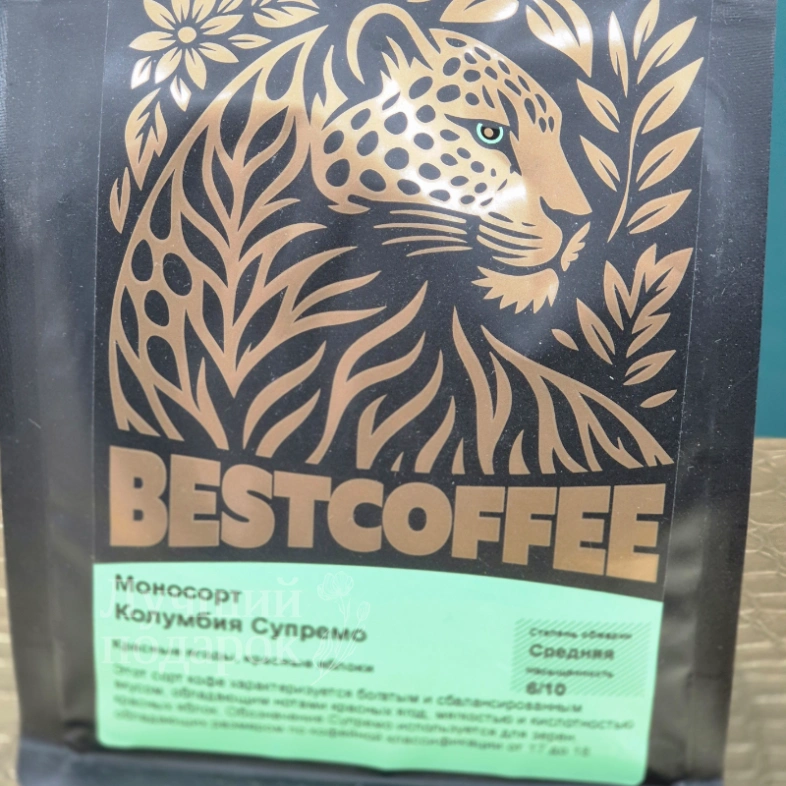 BESTCOFFEE
Моносорт
Колумбия Супремо
Красные ягоды, красные яблоки
Этот сорт кофе характеризуется богатым и сбалансированным
вкусом, обладающим нотами красных ягод, мягкостью и кислотностью
красных яблок. Обозначение Супремо используется для зерен,
обладающих размером по кофейной классификации от 17 до 18
Степень обжарки
Средняя
Насыщенность
6/10
лучший
подарок